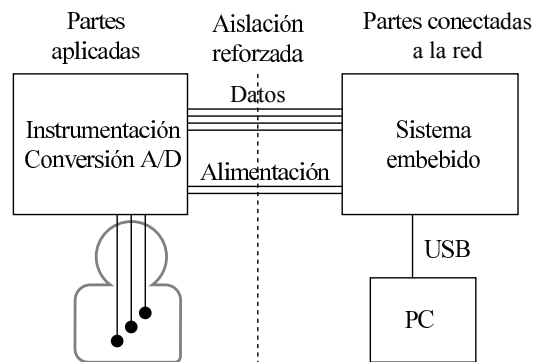 Partes
aplicadas
Aislación
reforzada
Partes conectadas
a la red
Datos
Instrumentación
Conversión A/D
Sistema
embebido
Alimentación
USB
PC